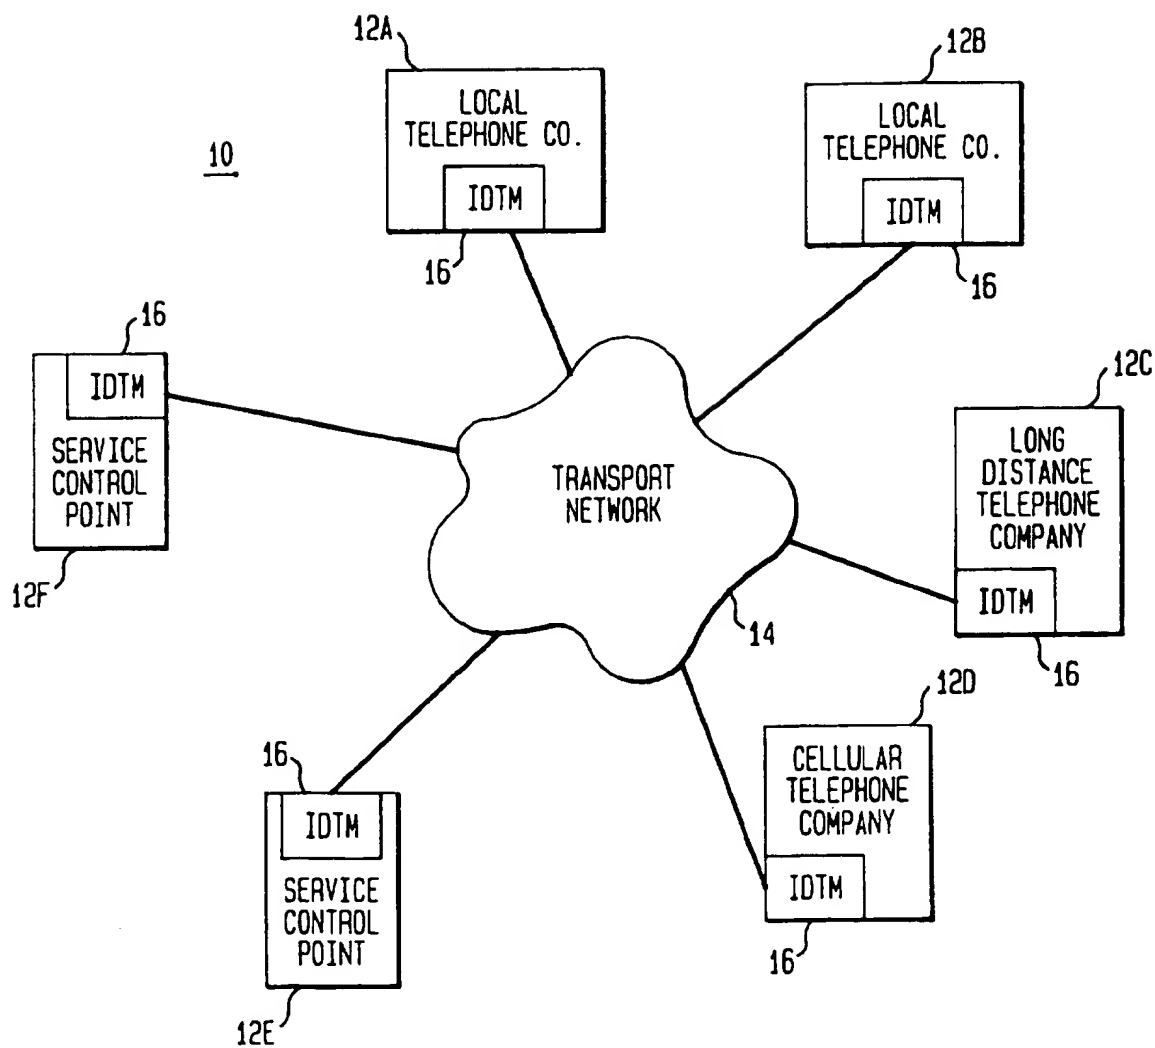 12A
LOCAL
TELEPHONE CO.
IDTM
16
12B
LOCAL
TELEPHONE CO.
IDTM
16
10
16
IDTM
SERVICE
CONTROL
POINT
12F
TRANSPORT
NETWORK
14
12C
LONG
DISTANCE
TELEPHONE
COMPANY
IDTM
16
12D
CELLULAR
TELEPHONE
COMPANY
IDTM
16
16
IDTM
SERVICE
CONTROL
POINT
12E